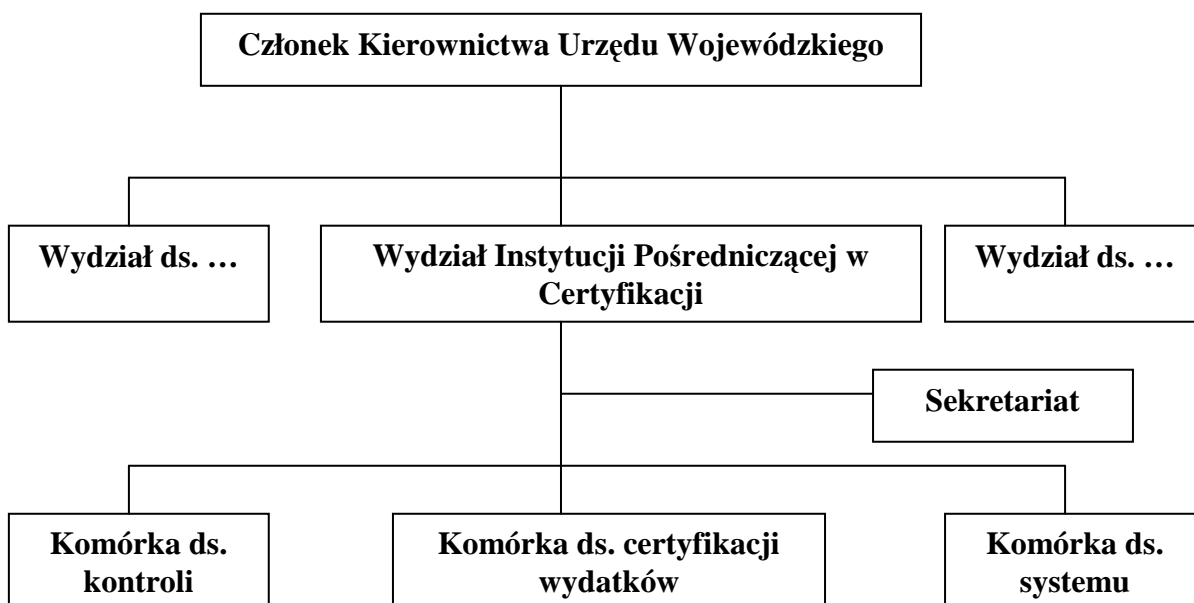 Członek Kierownictwa Urzędu Wojewódzkiego
Wydział ds. …
Wydział Instytucji Pośredniczącej w
Certyfikacji
Wydział ds. …
Sekretariat
Komórka ds.
kontroli
Komórka ds. certyfikacji
wydatków
Komórka ds.
systemu